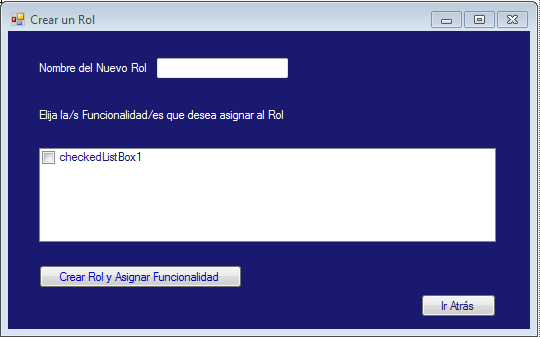 Crear un Rol
Nombre del Nuevo Rol
Elija la/s Funcionalidad/es que desea asignar al Rol
checkedListBox1
Crear Rol y Asignar Funcionalidad
Ir Atrás